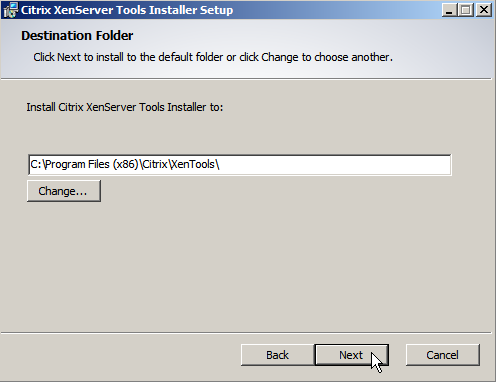 Citrix XenServer Tools Installer Setup
Destination Folder
Click Next to install to the default folder or click Change to choose another.
Install Citrix XenServer Tools Installer to:
C:\Program Files (x86)\Citrix\XenTools\
Change...
Back
Next
Cancel